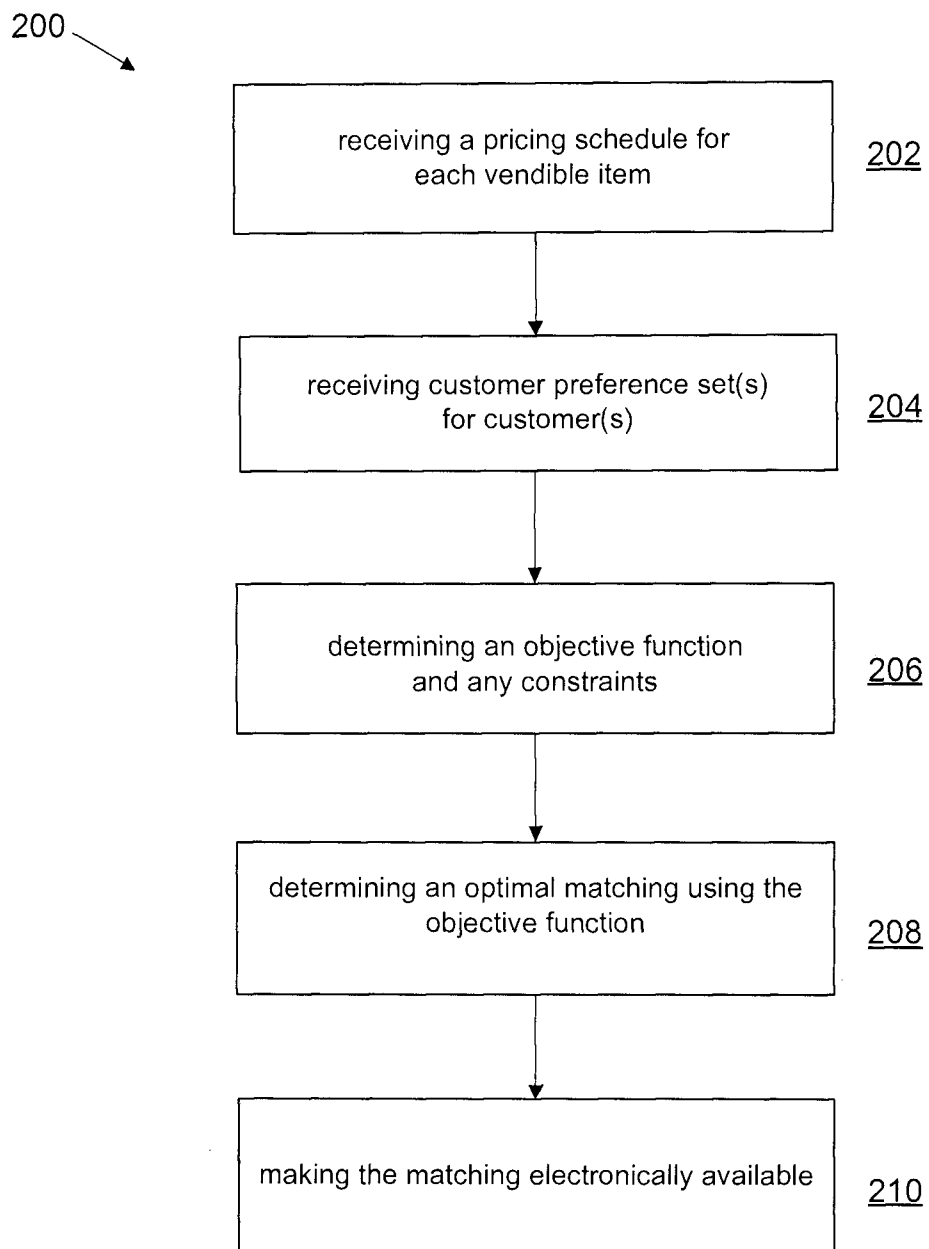 200
receiving a pricing schedule for
each vendible item
202
receiving customer preference set(s)
for customer(s)
204
determining an objective function
and any constraints
206
determining an optimal matching using the
objective function
208
making the matching electronically available
210